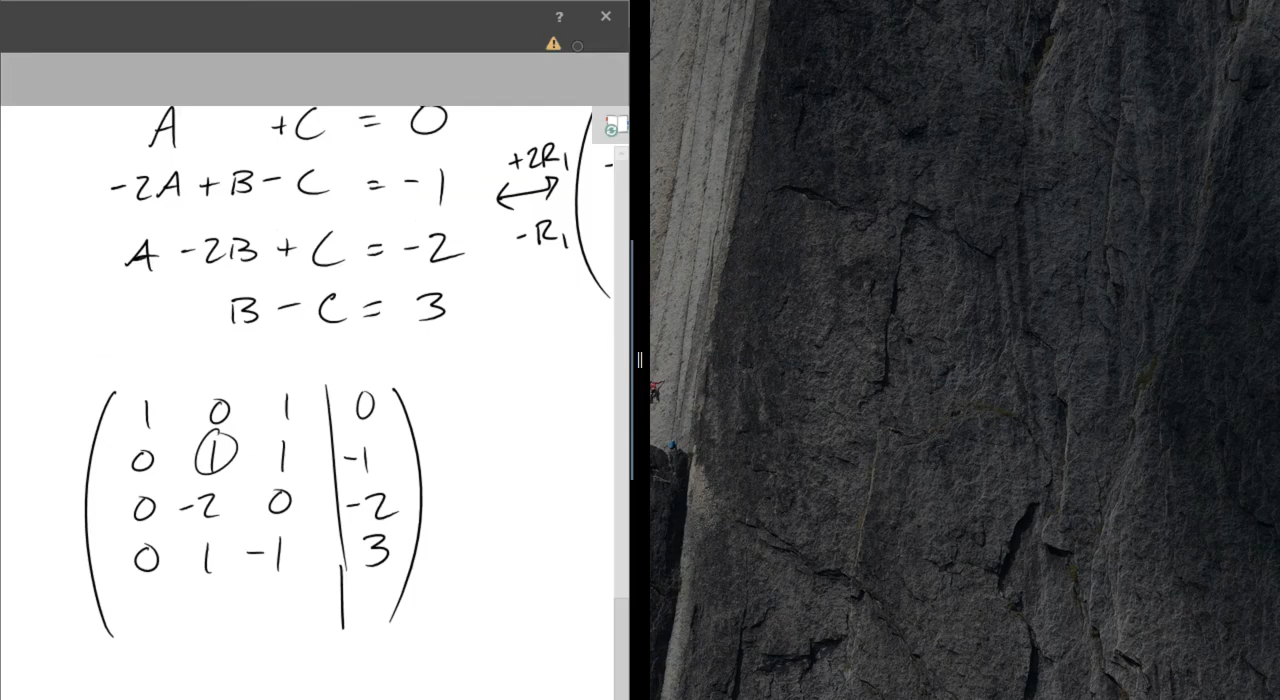 ?
A +C = 0
-2A + B - C = -1
+2R₁
A - 2B + C = -2
-R₁
B - C = 3
1 0 1 | 0
0 1 1 | -1
0 -2 0 | -2
0 1 -1 | 3